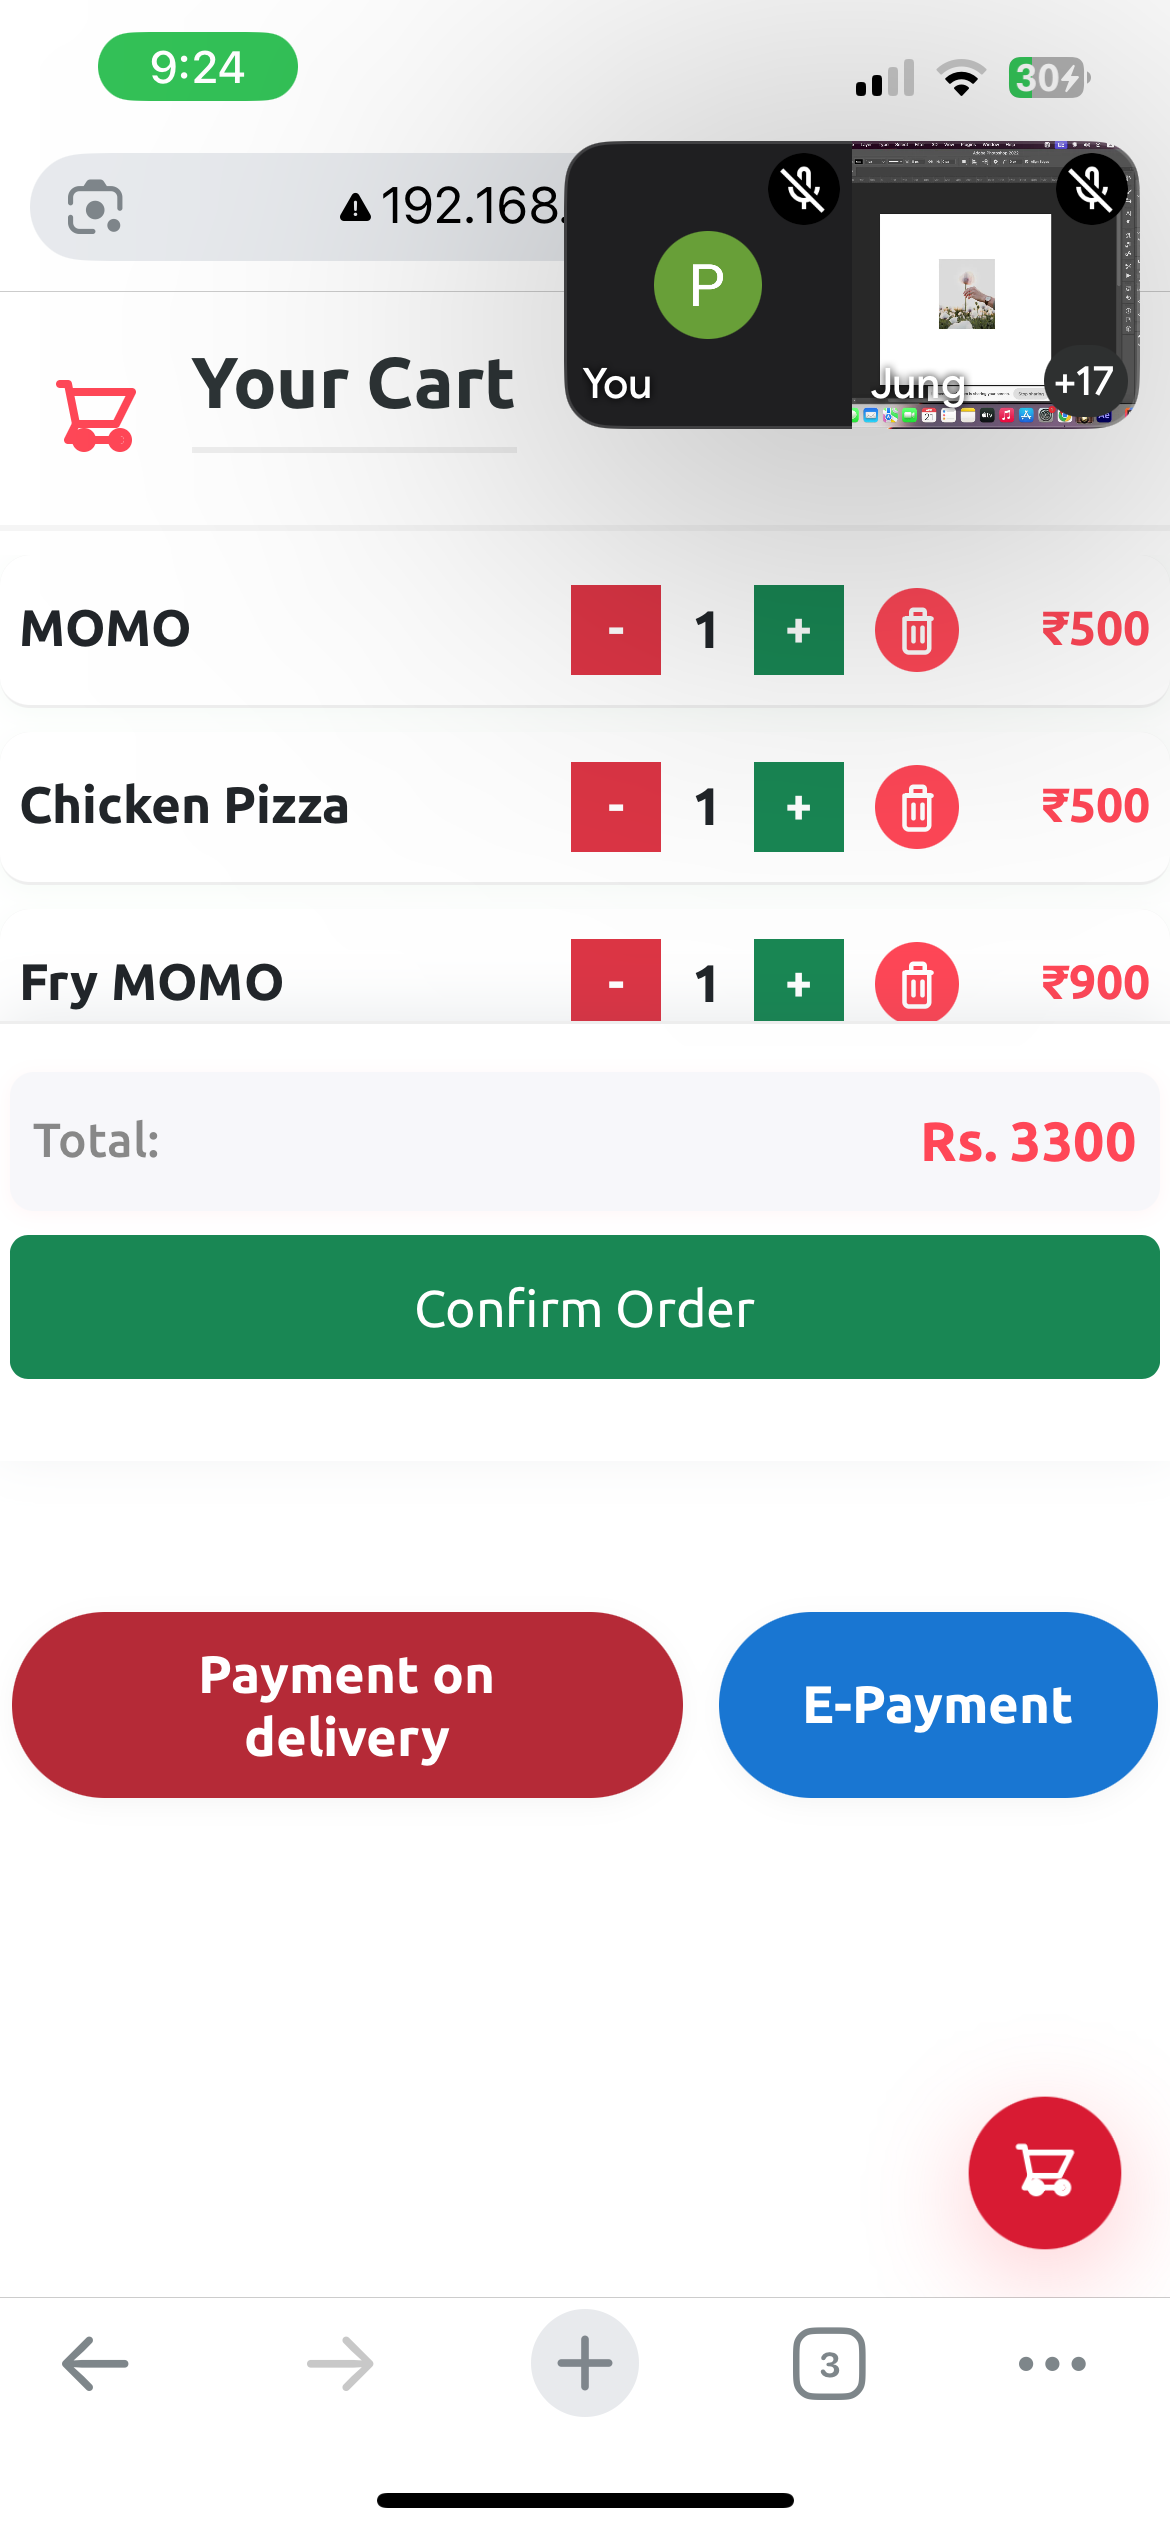 9:24
30
192.168.
P
You
Jung
+17
Your Cart
MOMO
-
1
+
₹500
Chicken Pizza
-
1
+
₹500
Fry MOMO
-
1
+
₹900
Total:
Rs. 3300
Confirm Order
Payment on
delivery
E-Payment
3